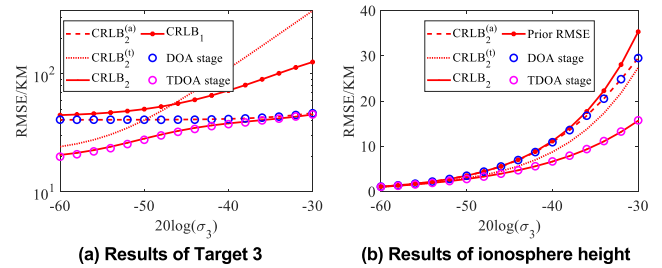 CRLB₂⁽ᵃ⁾ CRLB₁
CRLB₂⁽ᵗ⁾ DOA stage
CRLB₂ TDOA stage
RMSE/KM
10²
10¹
-60 -50 -40 -30
20log(σ₃)
(a) Results of Target 3
CRLB₂⁽ᵃ⁾ Prior RMSE
CRLB₂⁽ᵗ⁾ DOA stage
CRLB₂ TDOA stage
RMSE/KM
40
30
20
10
0
-60 -50 -40 -30
20log(σ₃)
(b) Results of ionosphere height